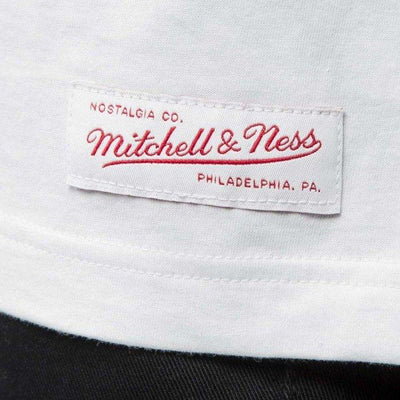 NOSTALGIA CO.
Mitchell & Ness
PHILADELPHIA, PA.